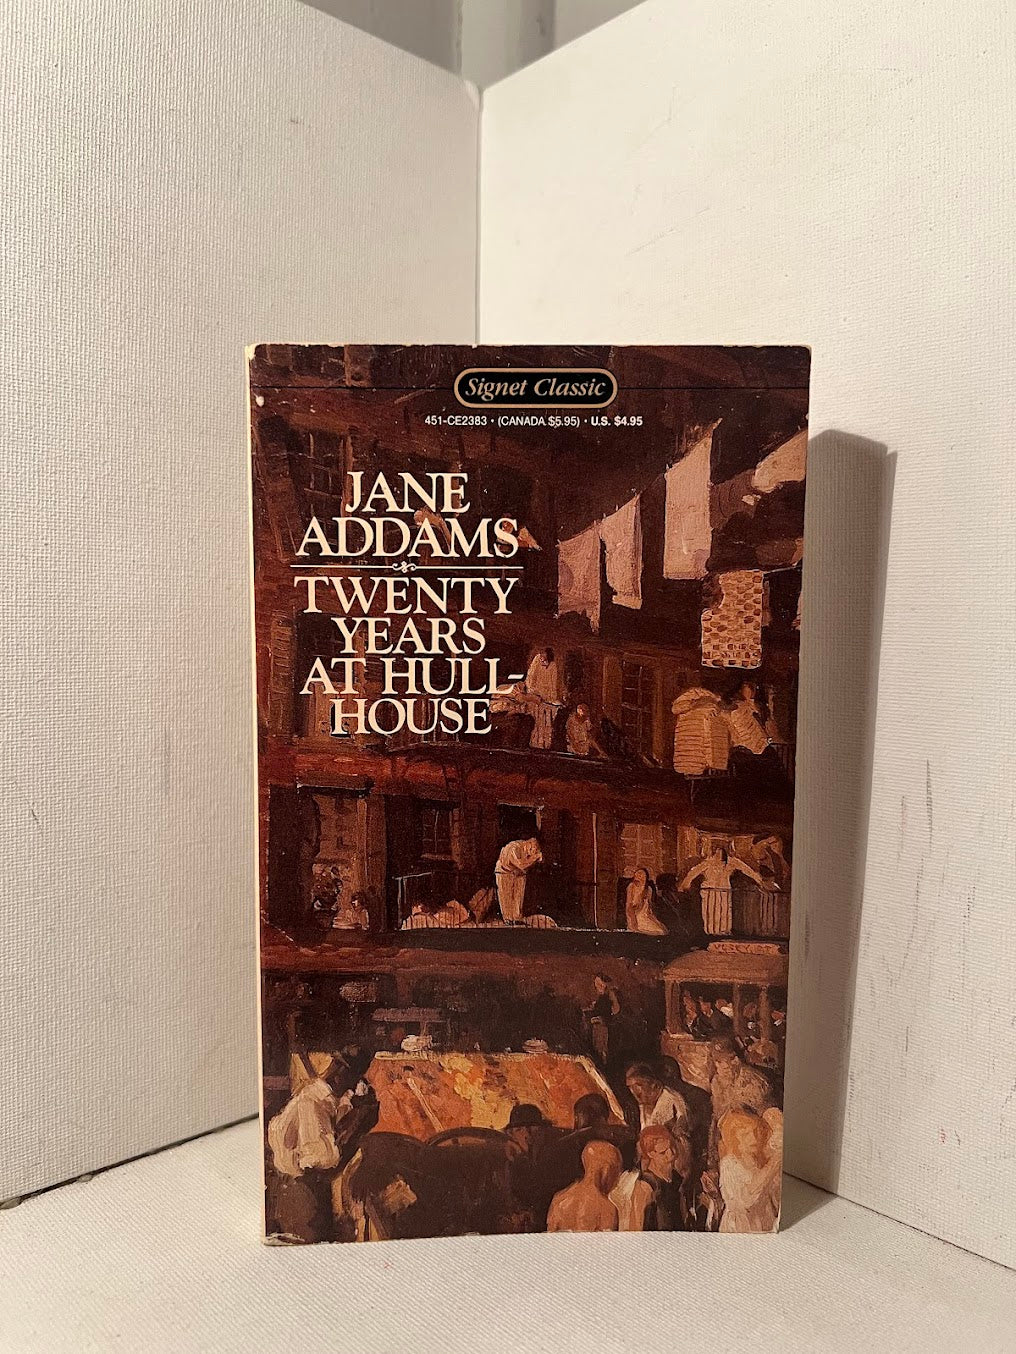 Signet Classic
451-CE2383 • (CANADA $5.95) • U.S. $4.95
JANE
ADDAMS
TWENTY
YEARS
AT HULL-
HOUSE